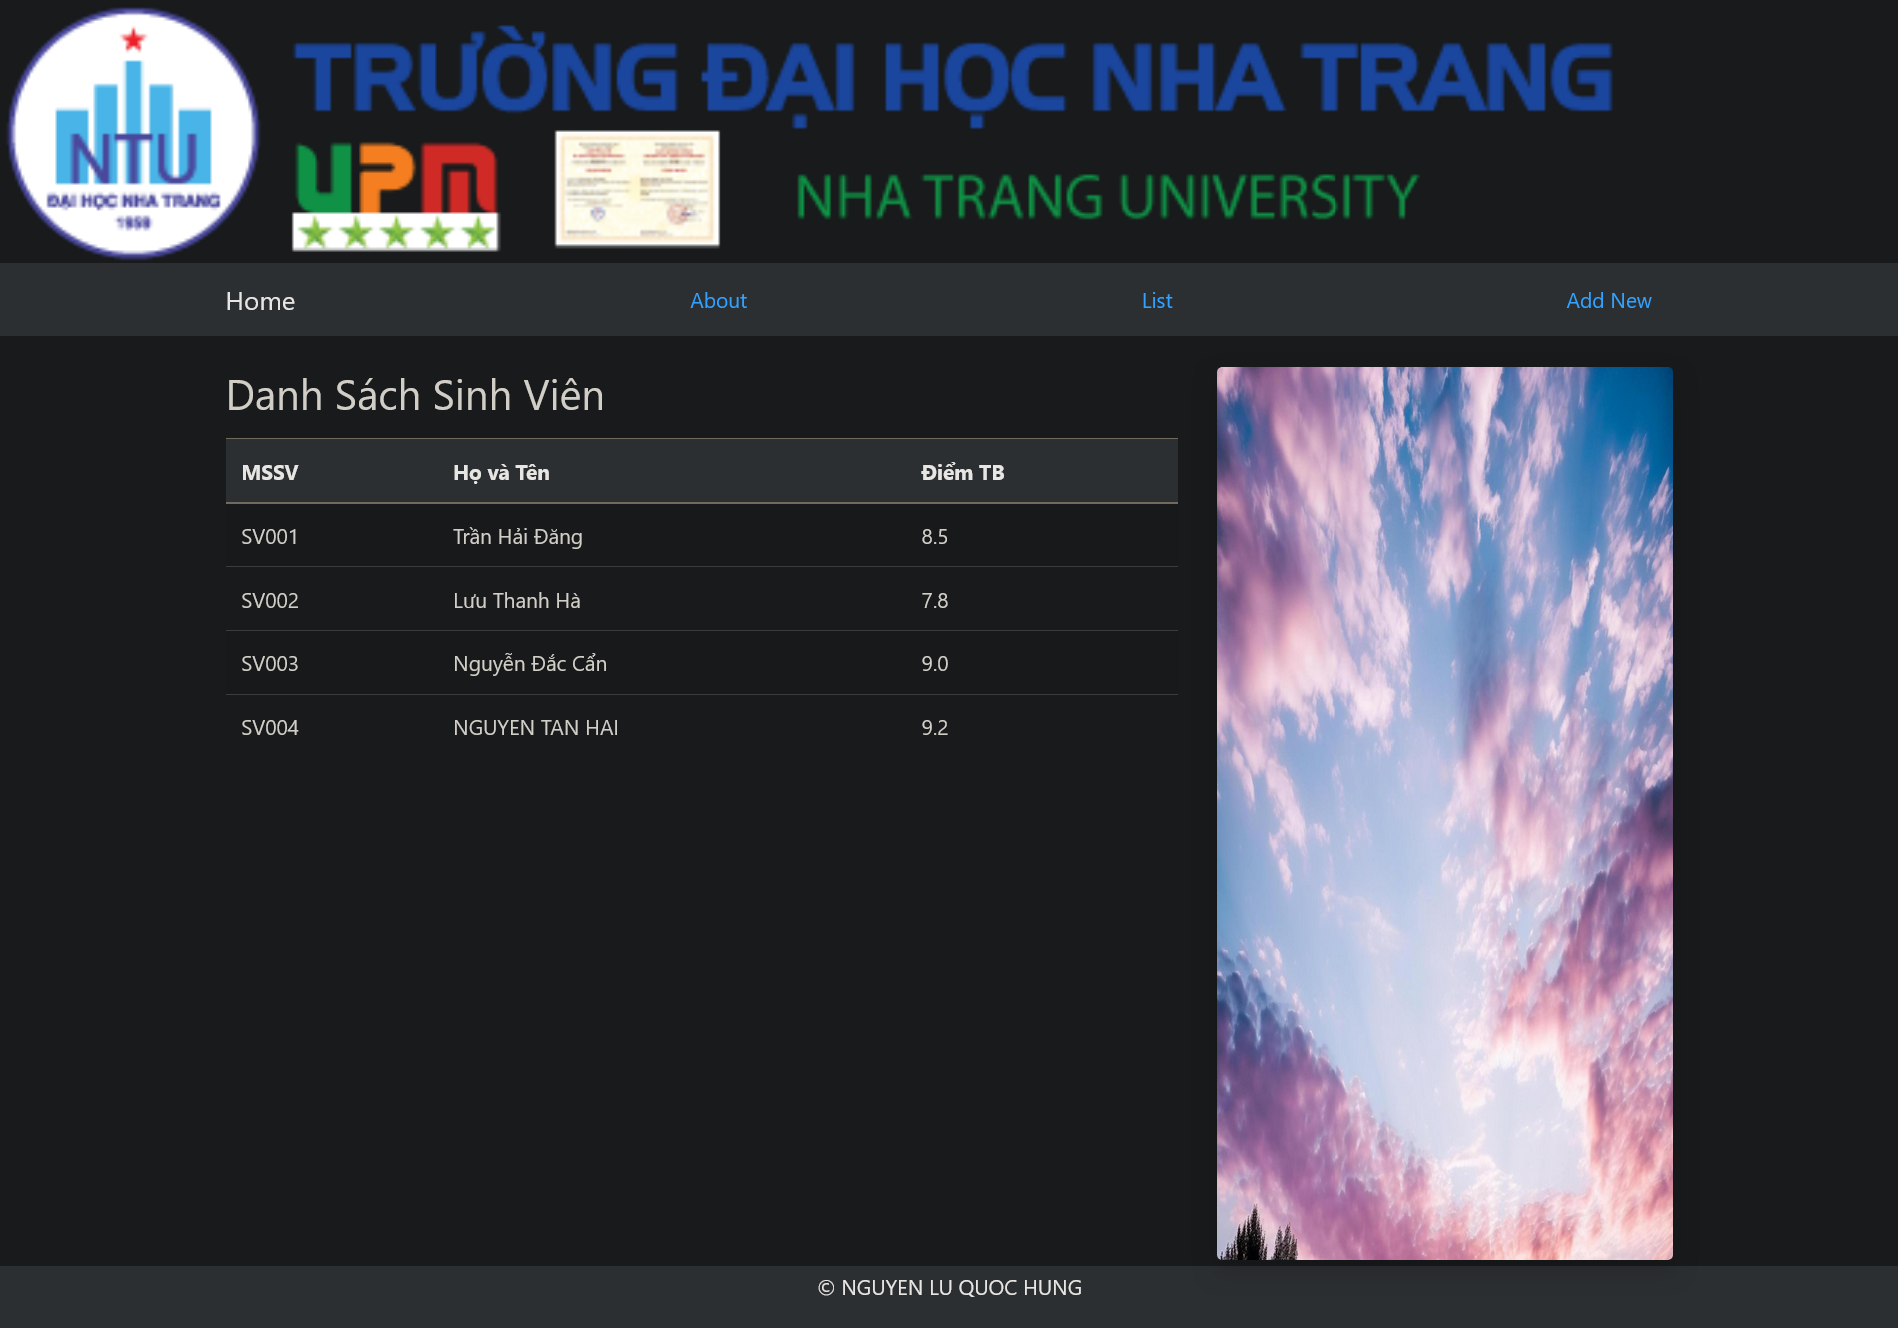 TRƯỜNG ĐẠI HỌC NHA TRANG
NTU
ĐẠI HỌC NHA TRANG
1959
UPM
NHA TRANG UNIVERSITY
Home About List Add New
Danh Sách Sinh Viên
MSSV Họ và Tên Điểm TB
SV001 Trần Hải Đăng 8.5
SV002 Lưu Thanh Hà 7.8
SV003 Nguyễn Đắc Cẩn 9.0
SV004 NGUYEN TAN HAI 9.2
© NGUYEN LU QUOC HUNG